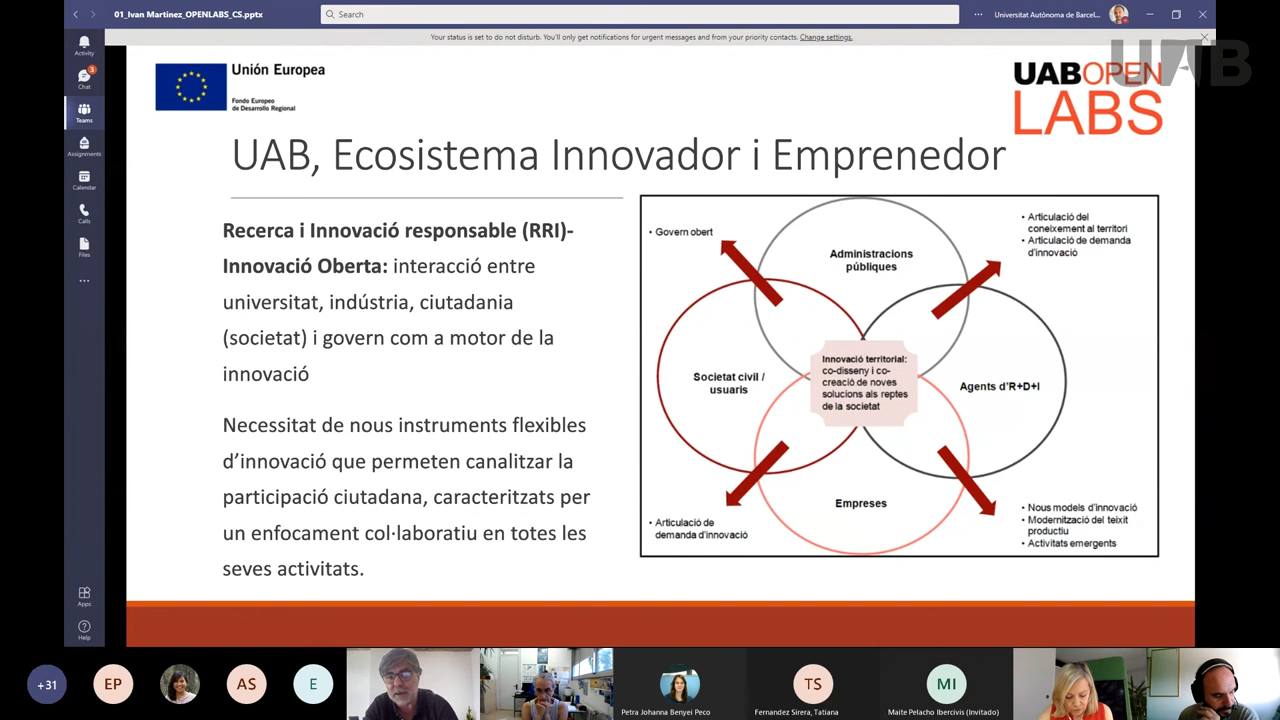 01_Ivan Martinez_OPENLABS_CS.pptx
Search
Universitat Autònoma de Barcel...
Your status is set to do not disturb. You'll only get notifications for urgent messages and from your priority contacts. Change settings.
Activity
3
Chat
Teams
Assignments
Calendar
Calls
Files
Apps
Help
Unión Europea
Fondo Europeo
de Desarrollo Regional
UAB
UABOPEN
LABS
UAB, Ecosistema Innovador i Emprenedor
Recerca i Innovació responsable (RRI)-
Innovació Oberta: interacció entre
universitat, indústria, ciutadania
(societat) i govern com a motor de la
innovació
Necessitat de nous instruments flexibles
d'innovació que permeten canalitzar la
participació ciutadana, caracteritzats per
un enfocament col·laboratiu en totes les
seves activitats.
• Govern obert
Administracions
públiques
• Articulació del
coneixement al territori
• Articulació de demanda
d'innovació
Societat civil /
usuaris
Innovació territorial:
co-disseny i co-
creació de noves
solucions als reptes
de la societat
Agents d'R+D+I
Empreses
• Articulació de
demanda d'innovació
• Nous models d'innovació
• Modernització del teixit
productiu
• Activitats emergents
+31
EP
AS
E
Petra Johanna Benyei Peco
TS
Fernandez Sirera, Tatiana
MI
Maite Pelacho Ibercivis (Invitado)